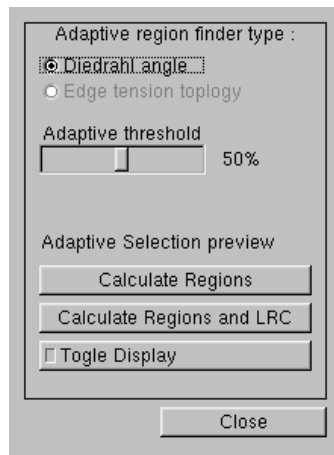 Adaptive region finder type :
Diedrahl angle
Edge tension toplogy
Adaptive threshold
50%
Adaptive Selection preview
Calculate Regions
Calculate Regions and LRC
Togle Display
Close